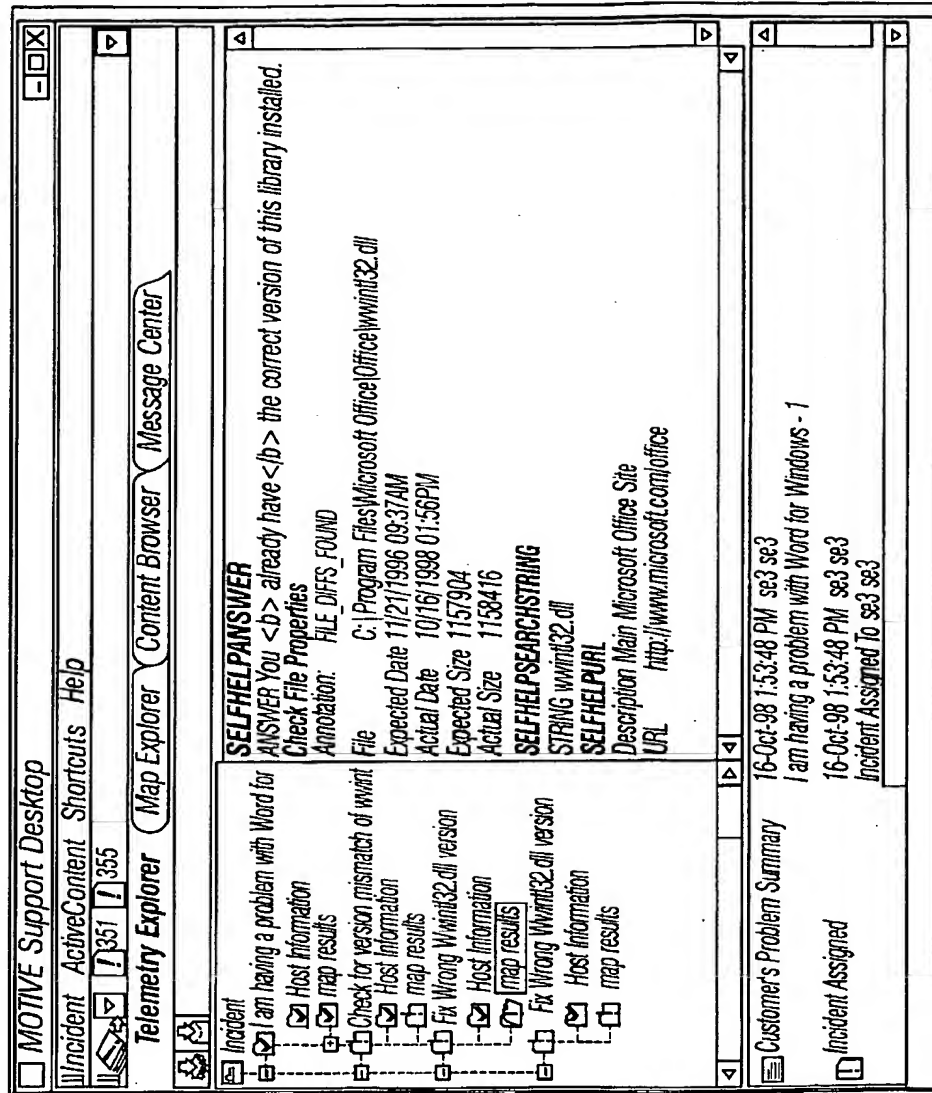 MOTIVE Support Desktop
Incident ActiveContent Shortcuts Help
351 355
Telemetry Explorer Map Explorer Content Browser Message Center
Incident
I am having a problem with Word for
Host Information
map results
Check for version mismatch of wwint
Host Information
map results
Fix Wrong Wwintl32.dll version
Host Information
map results
Fix Wrong Wwintl32.dll version
Host Information
map results
SELFHELPANSWER
ANSWER You <b> already have </b> the correct version of this library installed.
Check File Properties
Annotation: FILE_DIFFS_FOUND
File C:\Program Files\Microsoft Office\Office\wwintl32.dll
Expected Date 11/21/1996 09:37AM
Actual Date 10/16/1998 01:56PM
Expected Size 1157904
Actual Size 1158416
SELFHELPSEARCHSTRING
STRING wwintl32.dll
SELFHELPURL
Description Main Microsoft Office Site
URL http://www.microsoft.com/office
Customer's Problem Summary 16-Oct-98 1:53:48 PM se3 se3
I am having a problem with Word for Windows - 1
Incident Assigned 16-Oct-98 1:53:48 PM se3 se3
Incident Assigned To se3 se3